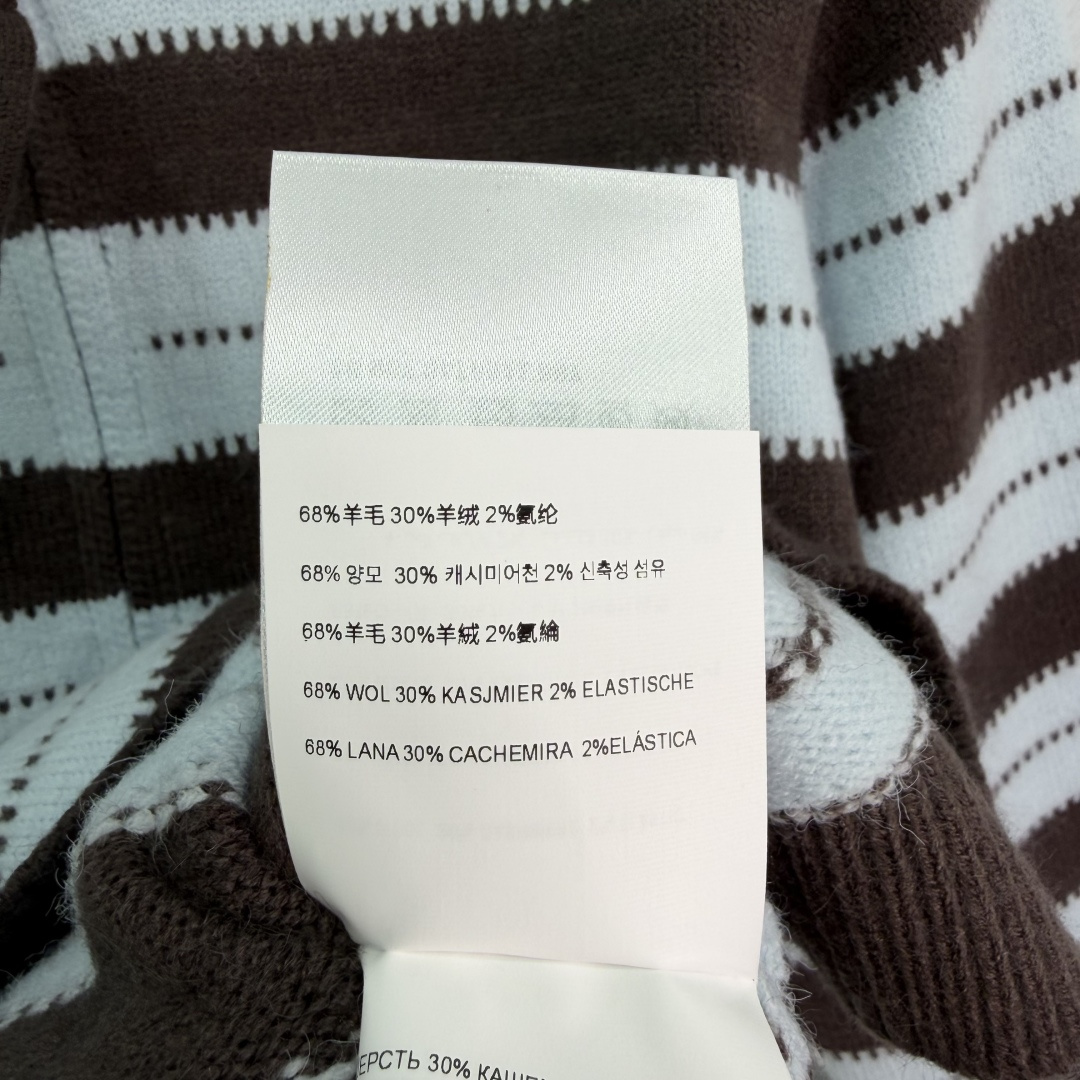 68%羊毛 30%羊绒 2%氨纶
68% 양모 30% 캐시미어천 2% 신축성 섬유
68%羊毛 30%羊絨 2%氨綸
68% WOL 30% KASJMIER 2% ELASTISCHE
68% LANA 30% CACHEMIRA 2%ELÁSTICA
ЕРСТЬ 30%